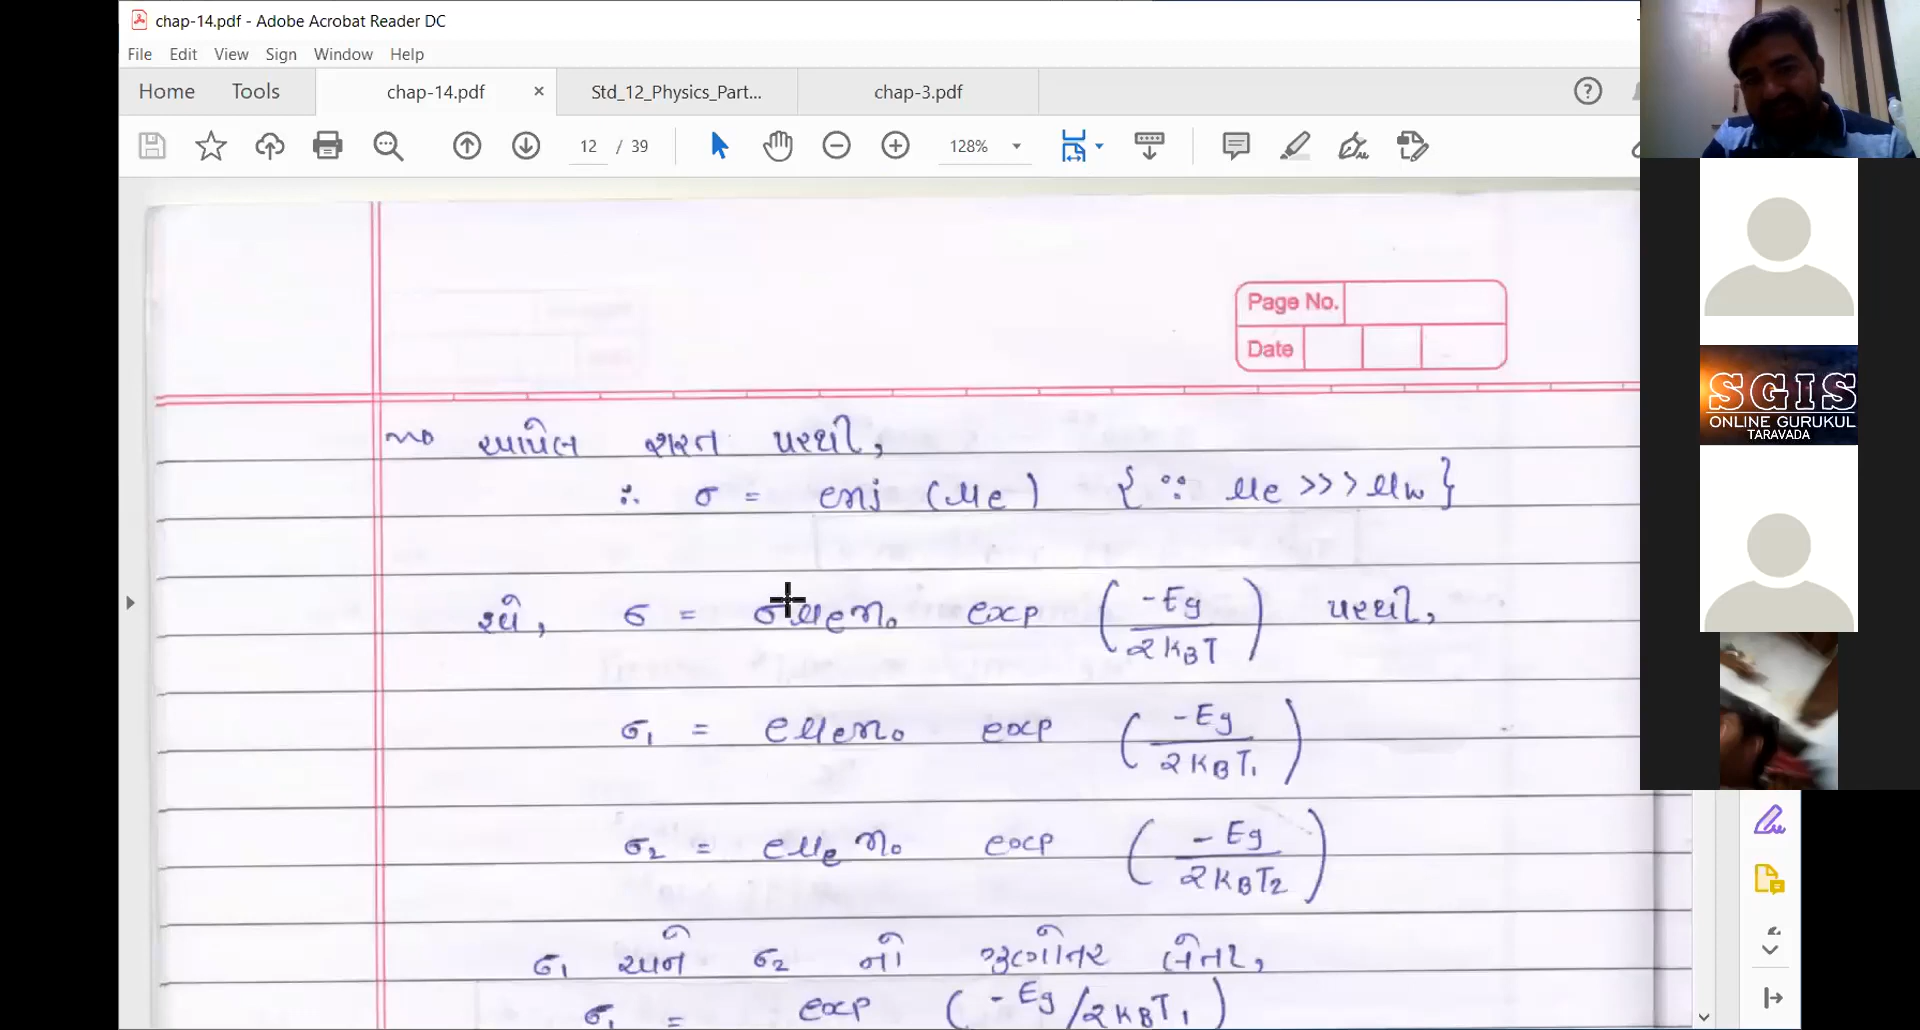 chap-14.pdf - Adobe Acrobat Reader DC
File Edit View Sign Window Help
Home Tools chap-14.pdf × Std_12_Physics_Part... chap-3.pdf
12 / 39 128%
Page No.
Date
આપેલ શરત પરથી,
∴ σ = eni (μe) { ∵ μe >>> μh }
હવે, σ = σμen₀ exp (-Eg / 2KBT) પરથી,
σ₁ = eμen₀ exp (-Eg / 2KBT₁)
σ₂ = eμen₀ exp (-Eg / 2KBT₂)
σ₁ અને σ₂ નો ગુણોત્તર લેતા,
σ₁ = exp (-Eg/2KBT₁)
SGIS
ONLINE GURUKUL
TARAVADA